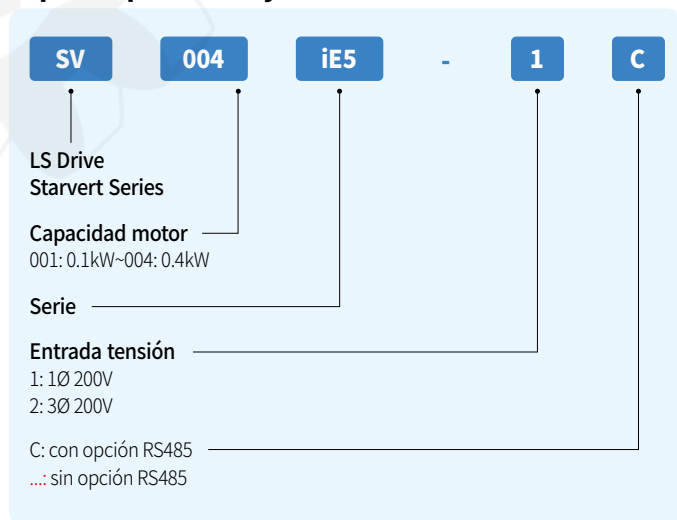 SV 004 iE5 - 1 C
LS Drive
Starvert Series
Capacidad motor
001: 0.1kW~004: 0.4kW
Serie
Entrada tensión
1: 1Ø 200V
2: 3Ø 200V
C: con opción RS485
...: sin opción RS485